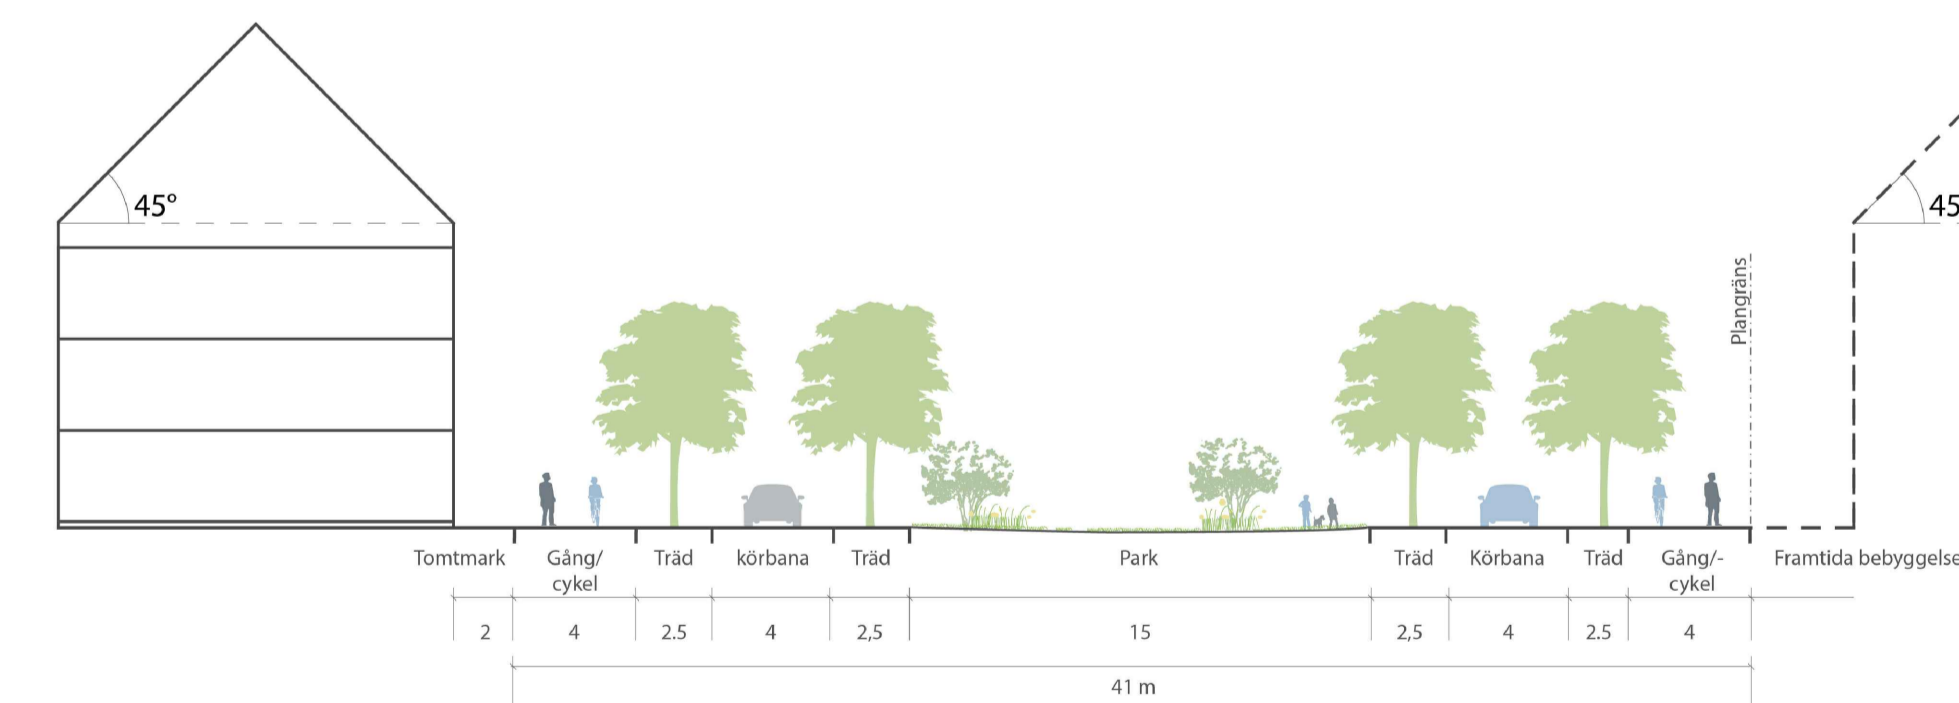 45°
45
Plangräns
Tomtmark
Gång/
cykel
Träd
körbana
Träd
Park
Träd
Körbana
Träd
Gång/-
cykel
Framtida bebyggelse
2
4
2.5
4
2,5
15
2,5
4
2.5
4
41 m